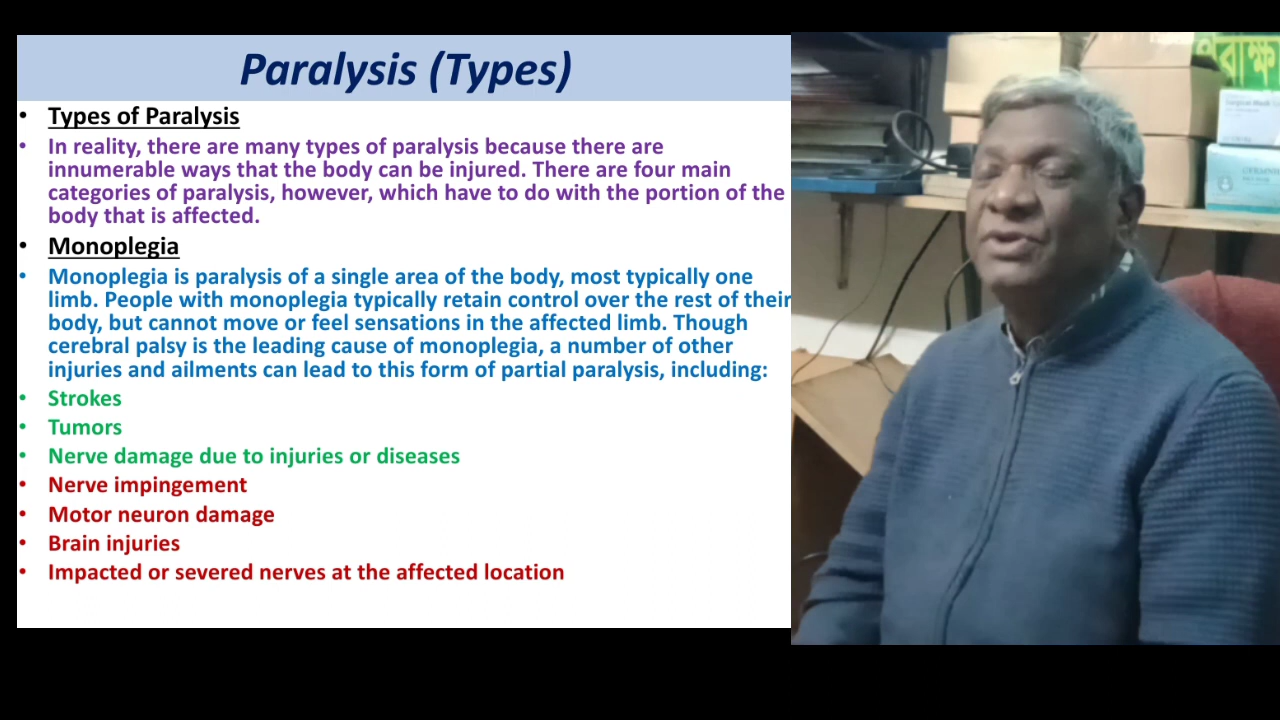 Paralysis (Types)
• Types of Paralysis
• In reality, there are many types of paralysis because there are
innumerable ways that the body can be injured. There are four main
categories of paralysis, however, which have to do with the portion of the
body that is affected.
• Monoplegia
• Monoplegia is paralysis of a single area of the body, most typically one
limb. People with monoplegia typically retain control over the rest of their
body, but cannot move or feel sensations in the affected limb. Though
cerebral palsy is the leading cause of monoplegia, a number of other
injuries and ailments can lead to this form of partial paralysis, including:
• Strokes
• Tumors
• Nerve damage due to injuries or diseases
• Nerve impingement
• Motor neuron damage
• Brain injuries
• Impacted or severed nerves at the affected location